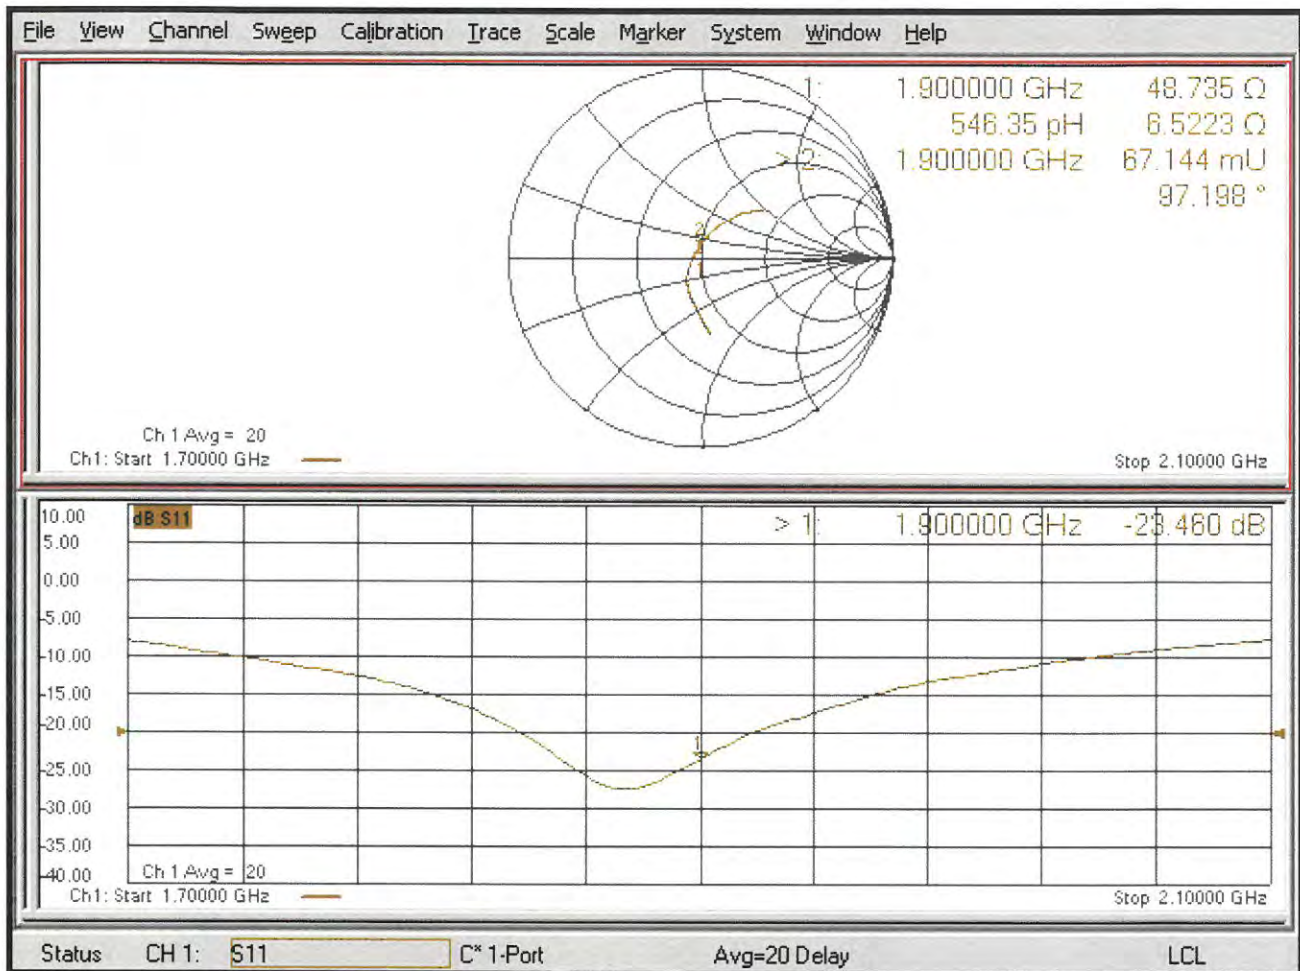 File View Channel Sweep Calibration Trace Scale Marker System Window Help
1: 1.900000 GHz 48.735 Ω
546.35 pH 6.5223 Ω
> 2: 1.900000 GHz 67.144 mU
97.198 °
2
1
Ch 1 Avg = 20
Ch1: Start 1.70000 GHz
Stop 2.10000 GHz
10.00
dB S11
> 1: 1.900000 GHz -23.460 dB
5.00
0.00
-5.00
-10.00
-15.00
-20.00
1
-25.00
-30.00
-35.00
-40.00
Ch 1 Avg = 20
Ch1: Start 1.70000 GHz
Stop 2.10000 GHz
Status CH 1: S11 C* 1-Port Avg=20 Delay LCL